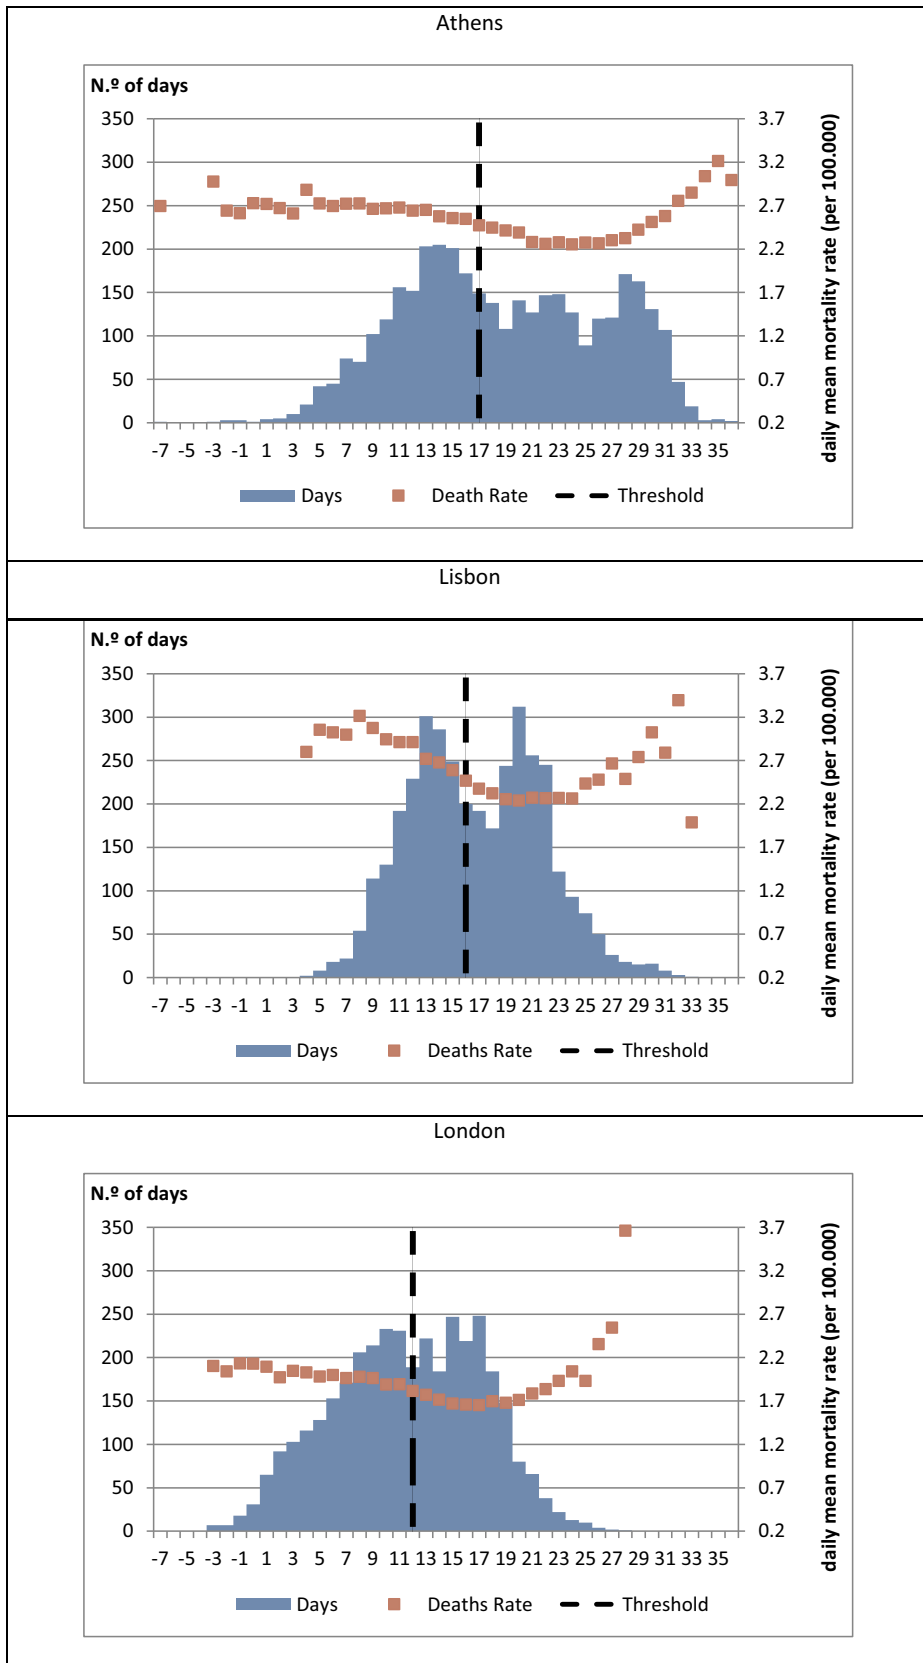 Athens
N.º of days
350 3.7
300 3.2
250 2.7
200 2.2
150 1.7
100 1.2
50 0.7
0 0.2
daily mean mortality rate (per 100.000)
-7 -5 -3 -1 1 3 5 7 9 11 13 15 17 19 21 23 25 27 29 31 33 35
Days Death Rate Threshold
Lisbon
N.º of days
350 3.7
300 3.2
250 2.7
200 2.2
150 1.7
100 1.2
50 0.7
0 0.2
daily mean mortality rate (per 100.000)
-7 -5 -3 -1 1 3 5 7 9 11 13 15 17 19 21 23 25 27 29 31 33 35
Days Deaths Rate Threshold
London
N.º of days
350 3.7
300 3.2
250 2.7
200 2.2
150 1.7
100 1.2
50 0.7
0 0.2
daily mean mortality rate (per 100.000)
-7 -5 -3 -1 1 3 5 7 9 11 13 15 17 19 21 23 25 27 29 31 33 35
Days Deaths Rate Threshold